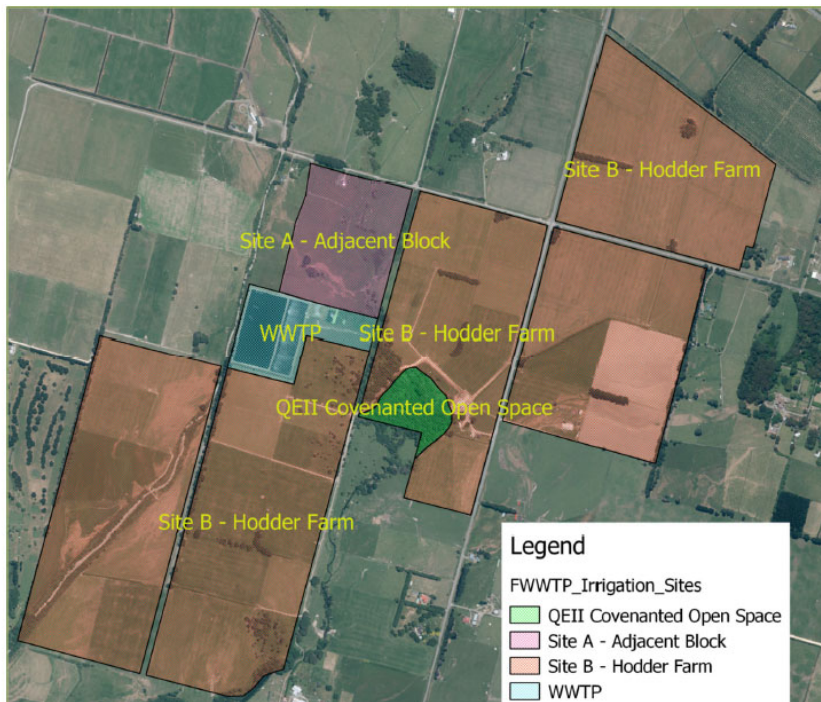 Site B - Hodder Farm
Site A - Adjacent Block
WWTP
Site B - Hodder Farm
QEII Covenanted Open Space
Site B - Hodder Farm
Legend
FWWTP_Irrigation_Sites
QEII Covenanted Open Space
Site A - Adjacent Block
Site B - Hodder Farm
WWTP